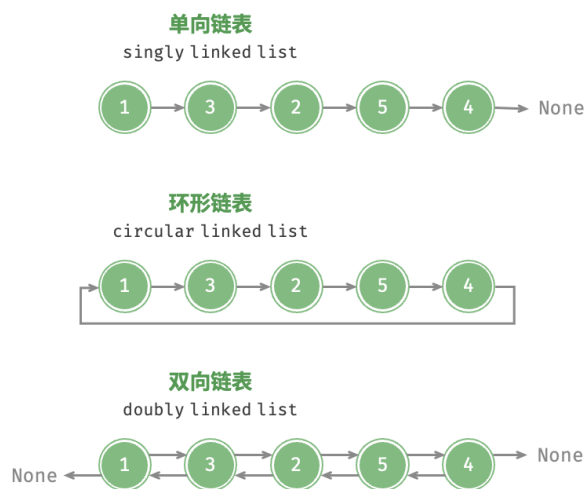 单向链表
singly linked list
1 3 2 5 4 None
环形链表
circular linked list
1 3 2 5 4
双向链表
doubly linked list
None 1 3 2 5 4 None